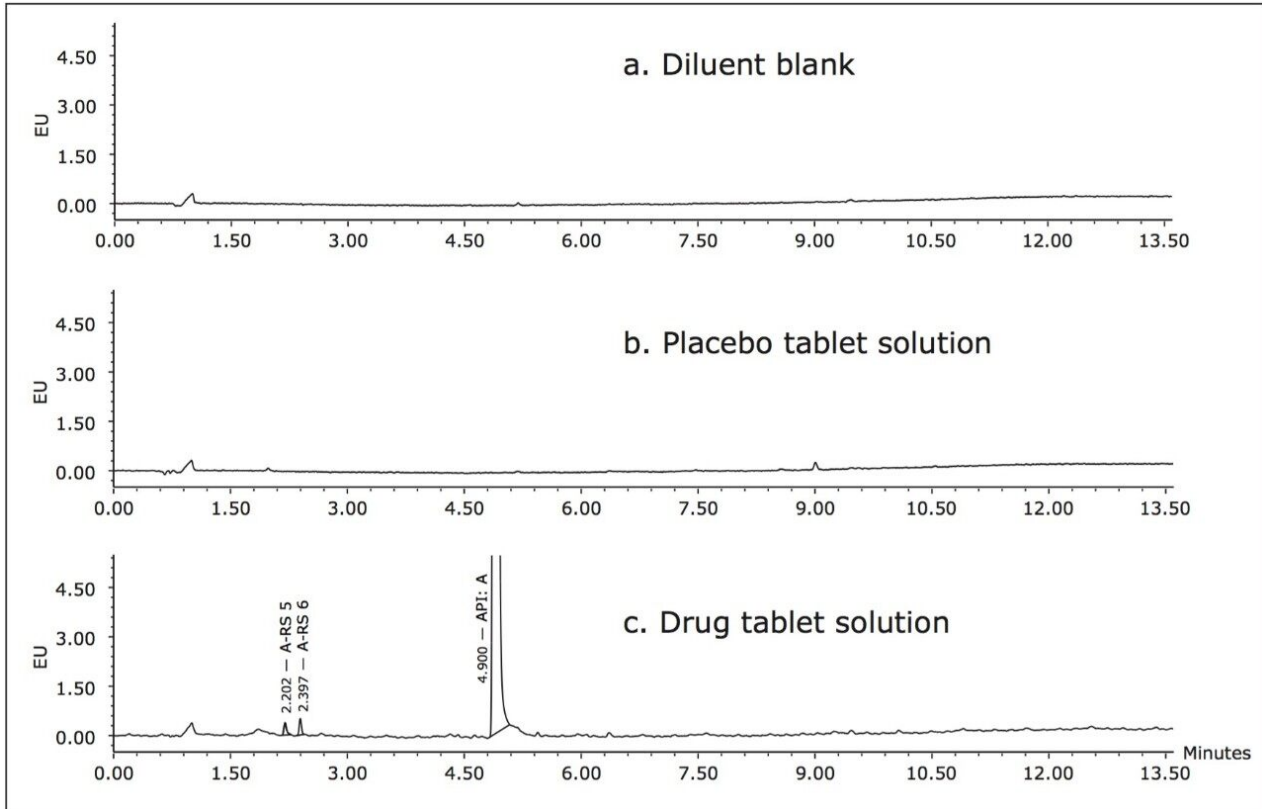 a. Diluent blank
EU
4.50
3.00
1.50
0.00
0.00 1.50 3.00 4.50 6.00 7.50 9.00 10.50 12.00 13.50
b. Placebo tablet solution
EU
4.50
3.00
1.50
0.00
0.00 1.50 3.00 4.50 6.00 7.50 9.00 10.50 12.00 13.50
c. Drug tablet solution
EU
4.50
3.00
1.50
0.00
2.202 — A-RS 5
2.397 — A-RS 6
4.900 — API: A
0.00 1.50 3.00 4.50 6.00 7.50 9.00 10.50 12.00 13.50
Minutes